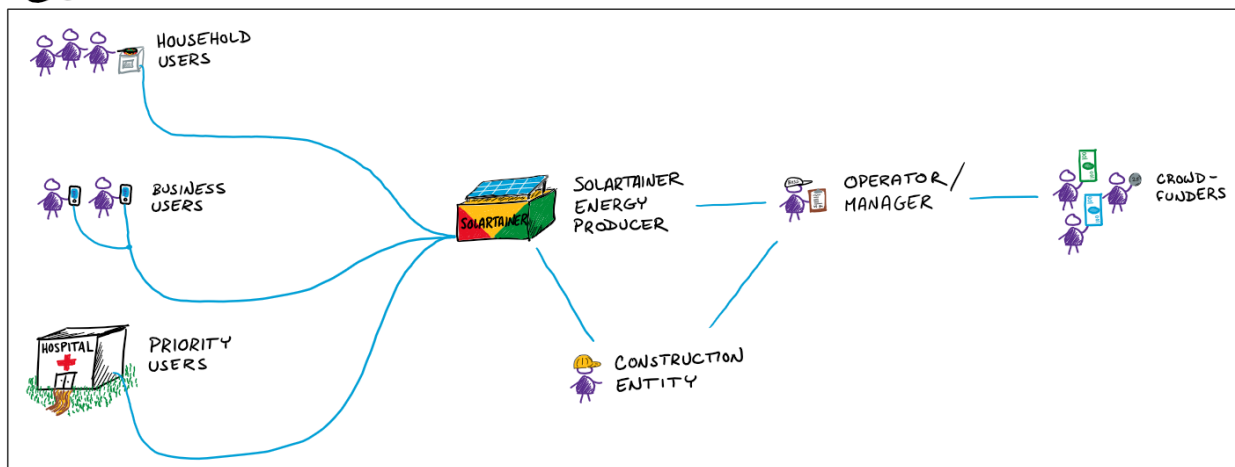 HOUSEHOLD
USERS
BUSINESS
USERS
HOSPITAL
PRIORITY
USERS
SOLARTAINER
SOLARTAINER
ENERGY
PRODUCER
CONSTRUCTION
ENTITY
OPERATOR/
MANAGER
CROWD-
FUNDERS